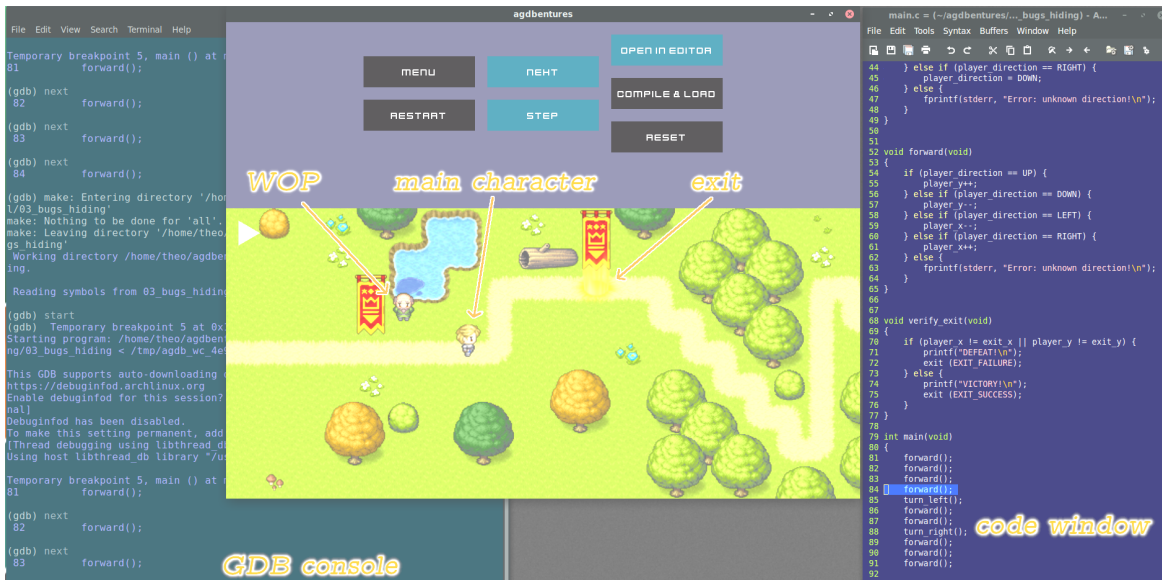 agdbentures
File Edit View Search Terminal Help
Temporary breakpoint 5, main () at
81 forward();
(gdb) next
82 forward();
(gdb) next
83 forward();
(gdb) next
84 forward();
(gdb) make: Entering directory '/ho
l/03_bugs_hiding'
make: Nothing to be done for 'all'.
make: Leaving directory '/home/theo/
gs_hiding'
Working directory /home/theo/agdben
ing.
Reading symbols from 03_bugs_hiding
(gdb) start
(gdb) Temporary breakpoint 5 at
Starting program: /home/theo/agdben
ng/03_bugs_hiding < /tmp/agdb_wc_4e
This GDB supports auto-downloading
https://debuginfod.archlinux.org
Enable debuginfod for this session?
nal]
Debuginfod has been disabled.
To make this setting permanent, add
[Thread debugging using libthread_d
Using host libthread_db library "/u
Temporary breakpoint 5, main () at
81 forward();
(gdb) next
82 forward();
(gdb) next
83 forward();
GDB console
MENU
NEXT
OPEN IN EDITOR
RESTART
STEP
COMPILE & LOAD
RESET
WOP
main character
exit
main.c = (~/agdbentures/..._bugs_hiding) - A...
File Edit Tools Syntax Buffers Window Help
44 } else if (player_direction == RIGHT) {
45 player_direction = DOWN;
46 } else {
47 fprintf(stderr, "Error: unknown direction!\n");
48 }
49 }
50
51
52 void forward(void)
53 {
54 if (player_direction == UP) {
55 player_y++;
56 } else if (player_direction == DOWN) {
57 player_y--;
58 } else if (player_direction == LEFT) {
59 player_x--;
60 } else if (player_direction == RIGHT) {
61 player_x++;
62 } else {
63 fprintf(stderr, "Error: unknown direction!\n");
64 }
65 }
66
67
68 void verify_exit(void)
69 {
70 if (player_x != exit_x || player_y != exit_y) {
71 printf("DEFEAT!\n");
72 exit (EXIT_FAILURE);
73 } else {
74 printf("VICTORY!\n");
75 exit (EXIT_SUCCESS);
76 }
77 }
78
79 int main(void)
80 {
81 forward();
82 forward();
83 forward();
84 forward();
85 turn_left();
86 forward();
87 forward();
88 turn_right();
89 forward();
90 forward();
91 forward();
92
code window